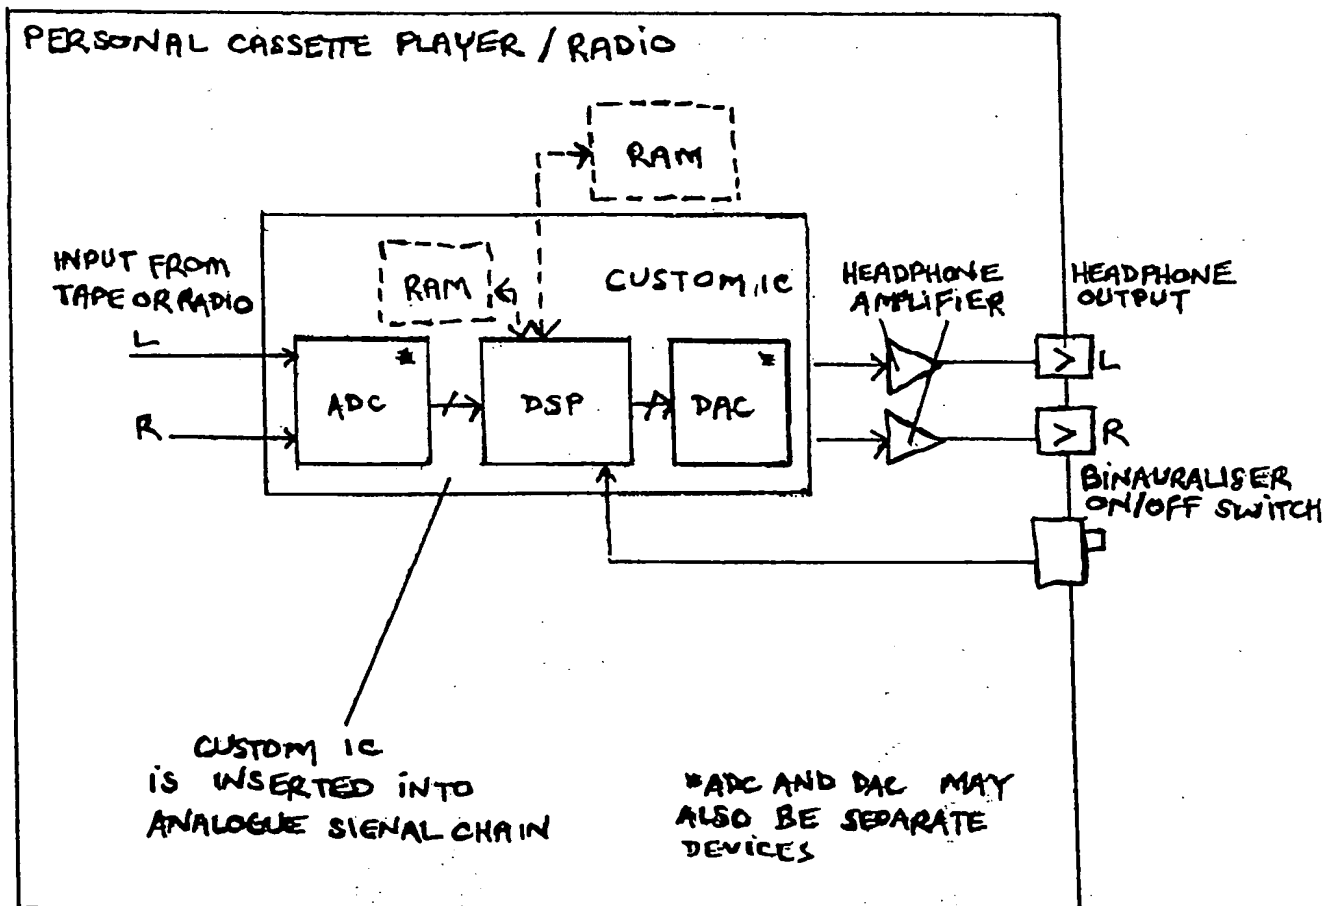 PERSONAL CASSETTE PLAYER / RADIO
RAM
INPUT FROM
TAPE OR RADIO
RAM
CUSTOM IC
HEADPHONE
AMPLIFIER
HEADPHONE
OUTPUT
L
R
*
ADC
DSP
*
DAC
> L
> R
BINAURALISER
ON/OFF SWITCH
CUSTOM IC
IS INSERTED INTO
ANALOGUE SIGNAL CHAIN
*ADC AND DAC MAY
ALSO BE SEPARATE
DEVICES